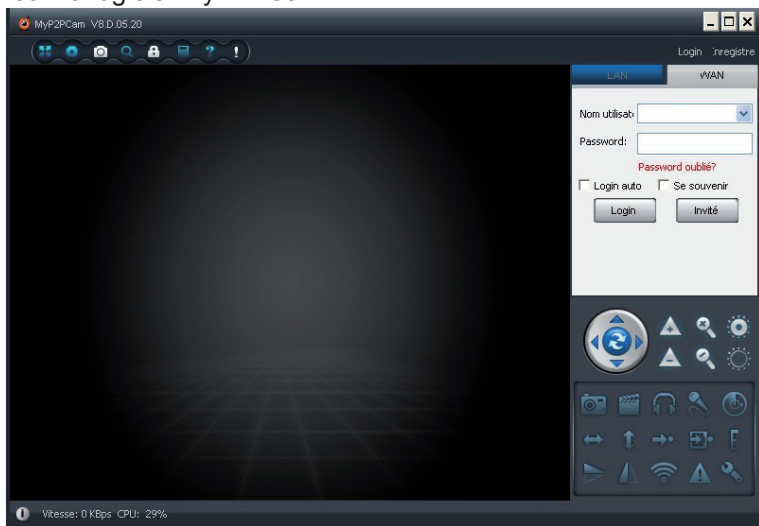 MyP2PCam V8.D.05.20
Login :nregistre
LAN WAN
Nom utilisat
Password:
Password oublié?
Login auto Se souvenir
Login Invité
Vitesse: 0 KBps CPU: 29%